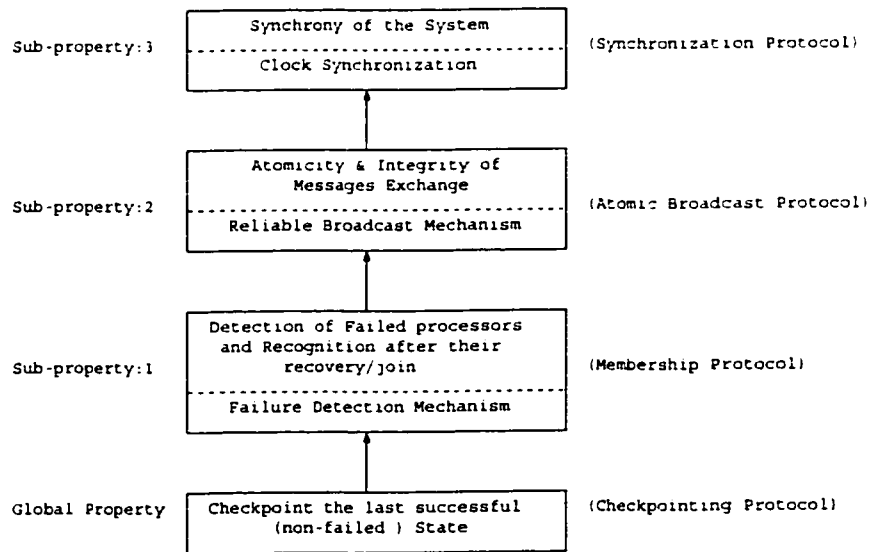 Synchrony of the System
Sub-property:3
(Synchronization Protocol)
Clock Synchronization
Atomicity & Integrity of
Messages Exchange
Sub-property:2
(Atomic Broadcast Protocol)
Reliable Broadcast Mechanism
Detection of Failed processors
and Recognition after their
recovery/join
Sub-property:1
(Membership Protocol)
Failure Detection Mechanism
Global Property
Checkpoint the last successful
(non-failed ) State
(Checkpointing Protocol)